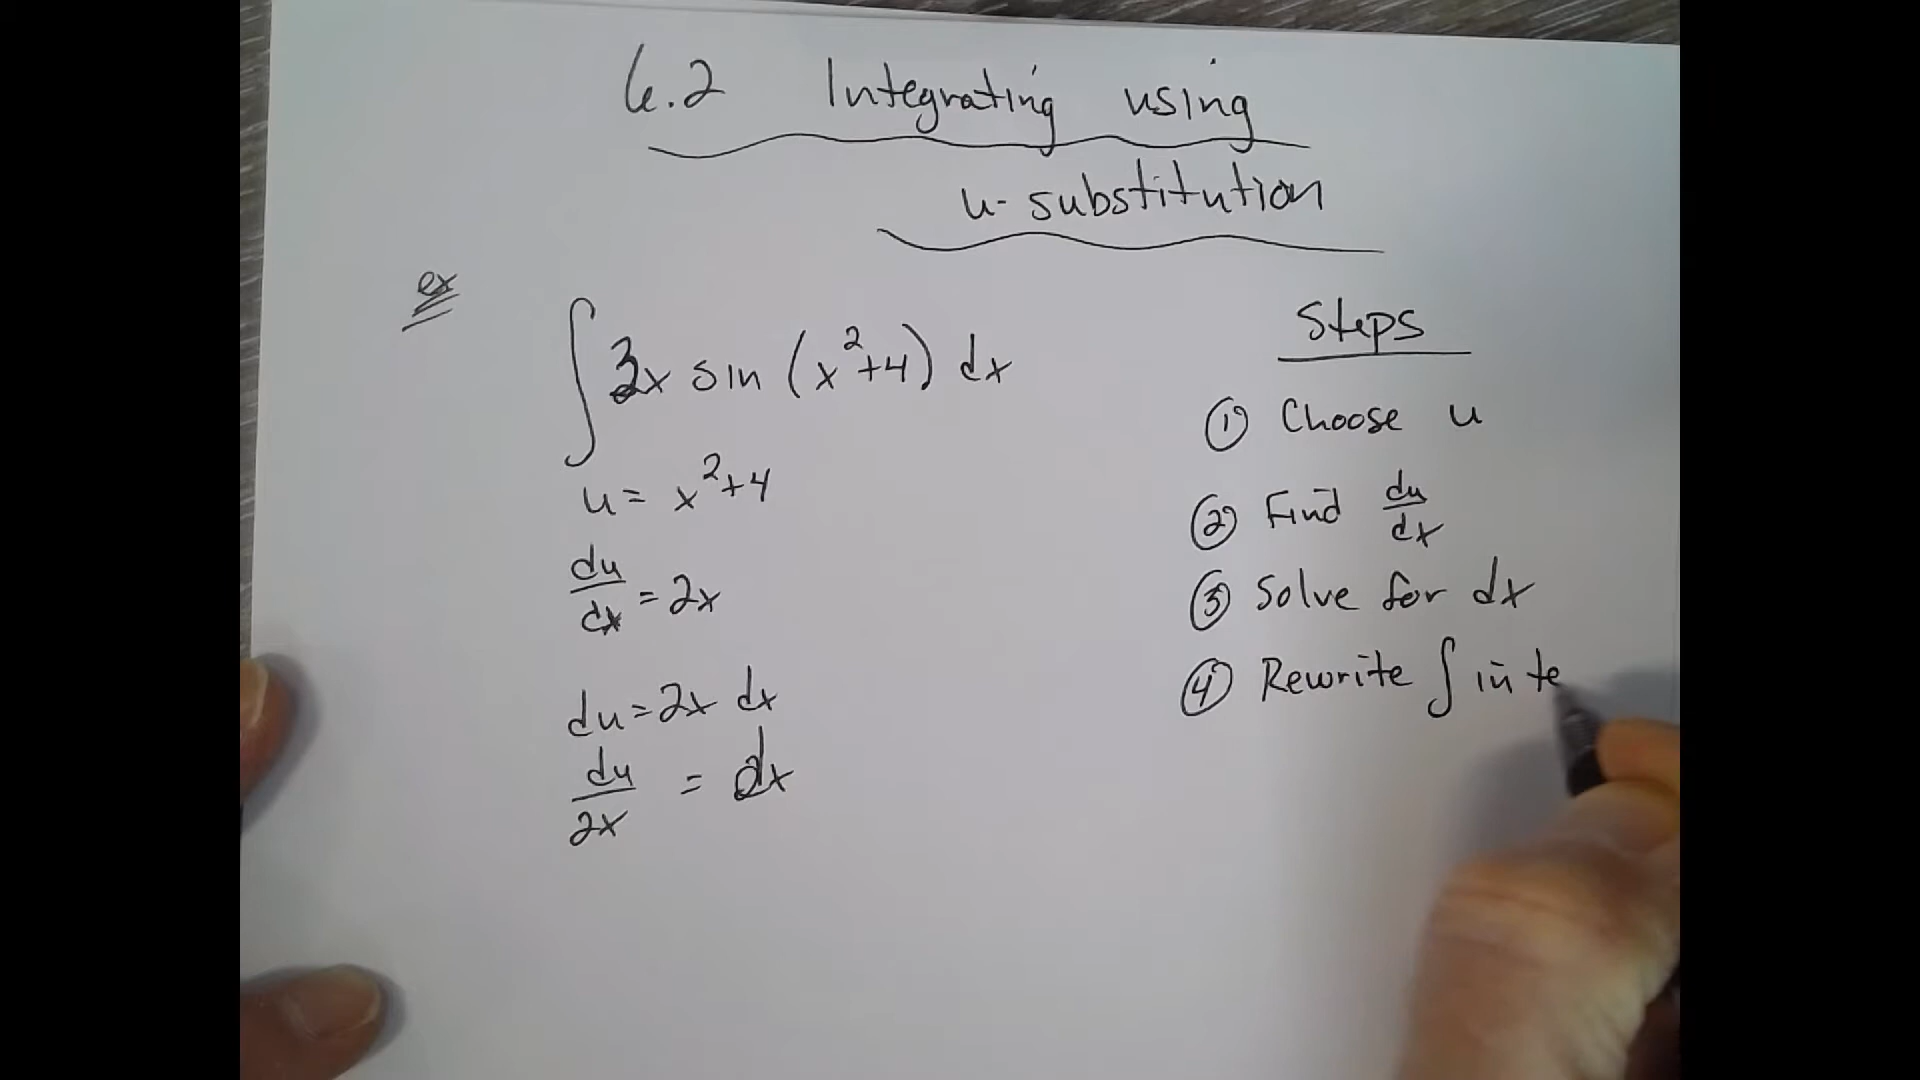 6.2 Integrating using
u-substitution
ex
∫ 3x sin (x²+4) dx
u = x²+4
du/dx = 2x
du = 2x dx
du/2x = dx
Steps
① Choose u
② Find du/dx
③ Solve for dx
④ Rewrite ∫ in te